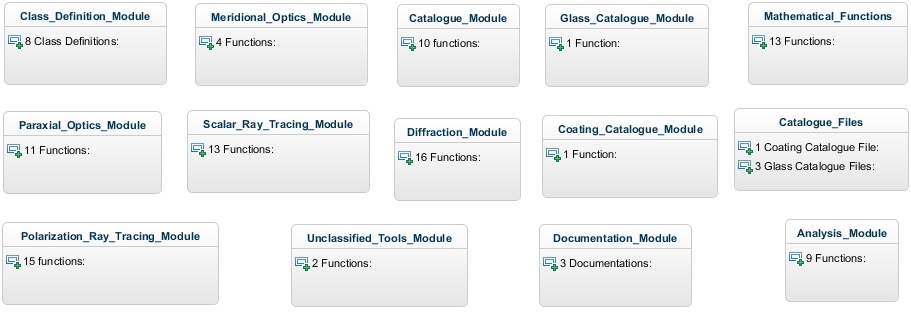 Class_Definition_Module
8 Class Definitions:
Meridional_Optics_Module
4 Functions:
Catalogue_Module
10 functions:
Glass_Catalogue_Module
1 Function:
Mathematical_Functions
13 Functions:
Paraxial_Optics_Module
11 Functions:
Scalar_Ray_Tracing_Module
13 Functions:
Diffraction_Module
16 Functions:
Coating_Catalogue_Module
1 Function:
Catalogue_Files
1 Coating Catalogue File:
3 Glass Catalogue Files:
Polarization_Ray_Tracing_Module
15 functions:
Unclassified_Tools_Module
2 Functions:
Documentation_Module
3 Documentations:
Analysis_Module
9 Functions: